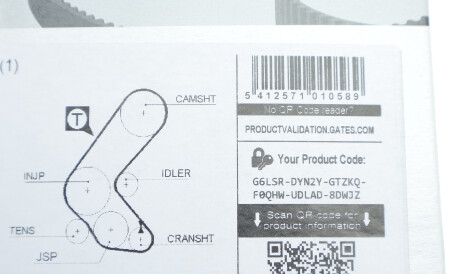 (1)
T
CAMSHT
INJP
IDLER
TENS
JSP
CRANSHT
5 412571 010589
No QR Code reader?
PRODUCTVALIDATION.GATES.COM
Your Product Code:
G6LSR-DYN2Y-GTZKQ-
F0QHW-UDLAD-8DWJZ
Scan QR code for
product information